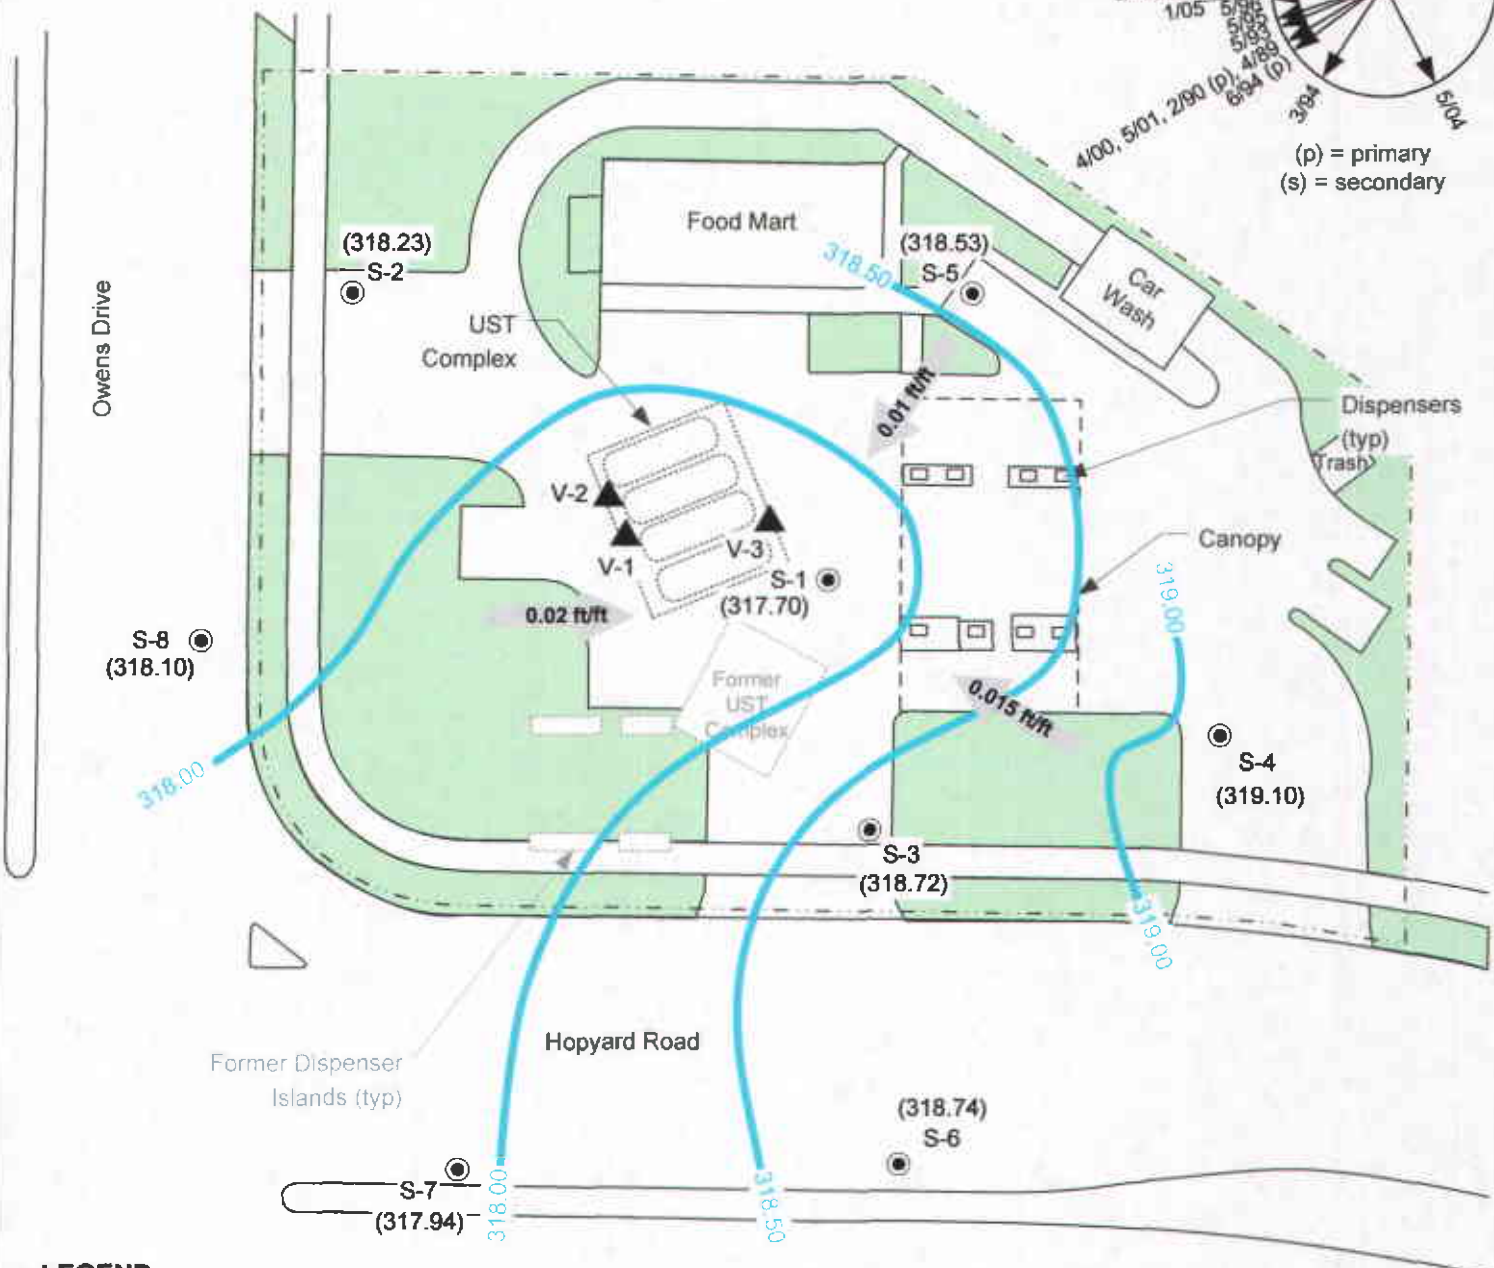 1/05
4/00, 5/01, 2/90 (p), 4/89
6/94 (p)
3/94
5/04
(p) = primary
(s) = secondary
Owens Drive
(318.23)
S-2
Food Mart
318.50
(318.53)
S-5
Car
Wash
UST
Complex
0.01 ft/ft
Dispensers
(typ)
Trash
V-2
V-1
V-3
S-1
(317.70)
Canopy
319.00
0.02 ft/ft
S-8
(318.10)
Former
UST
Complex
0.015 ft/ft
S-4
(319.10)
318.00
S-3
(318.72)
319.00
Hopyard Road
Former Dispenser
Islands (typ)
(318.74)
S-6
S-7
(317.94)
318.00
318.50
LEGEND